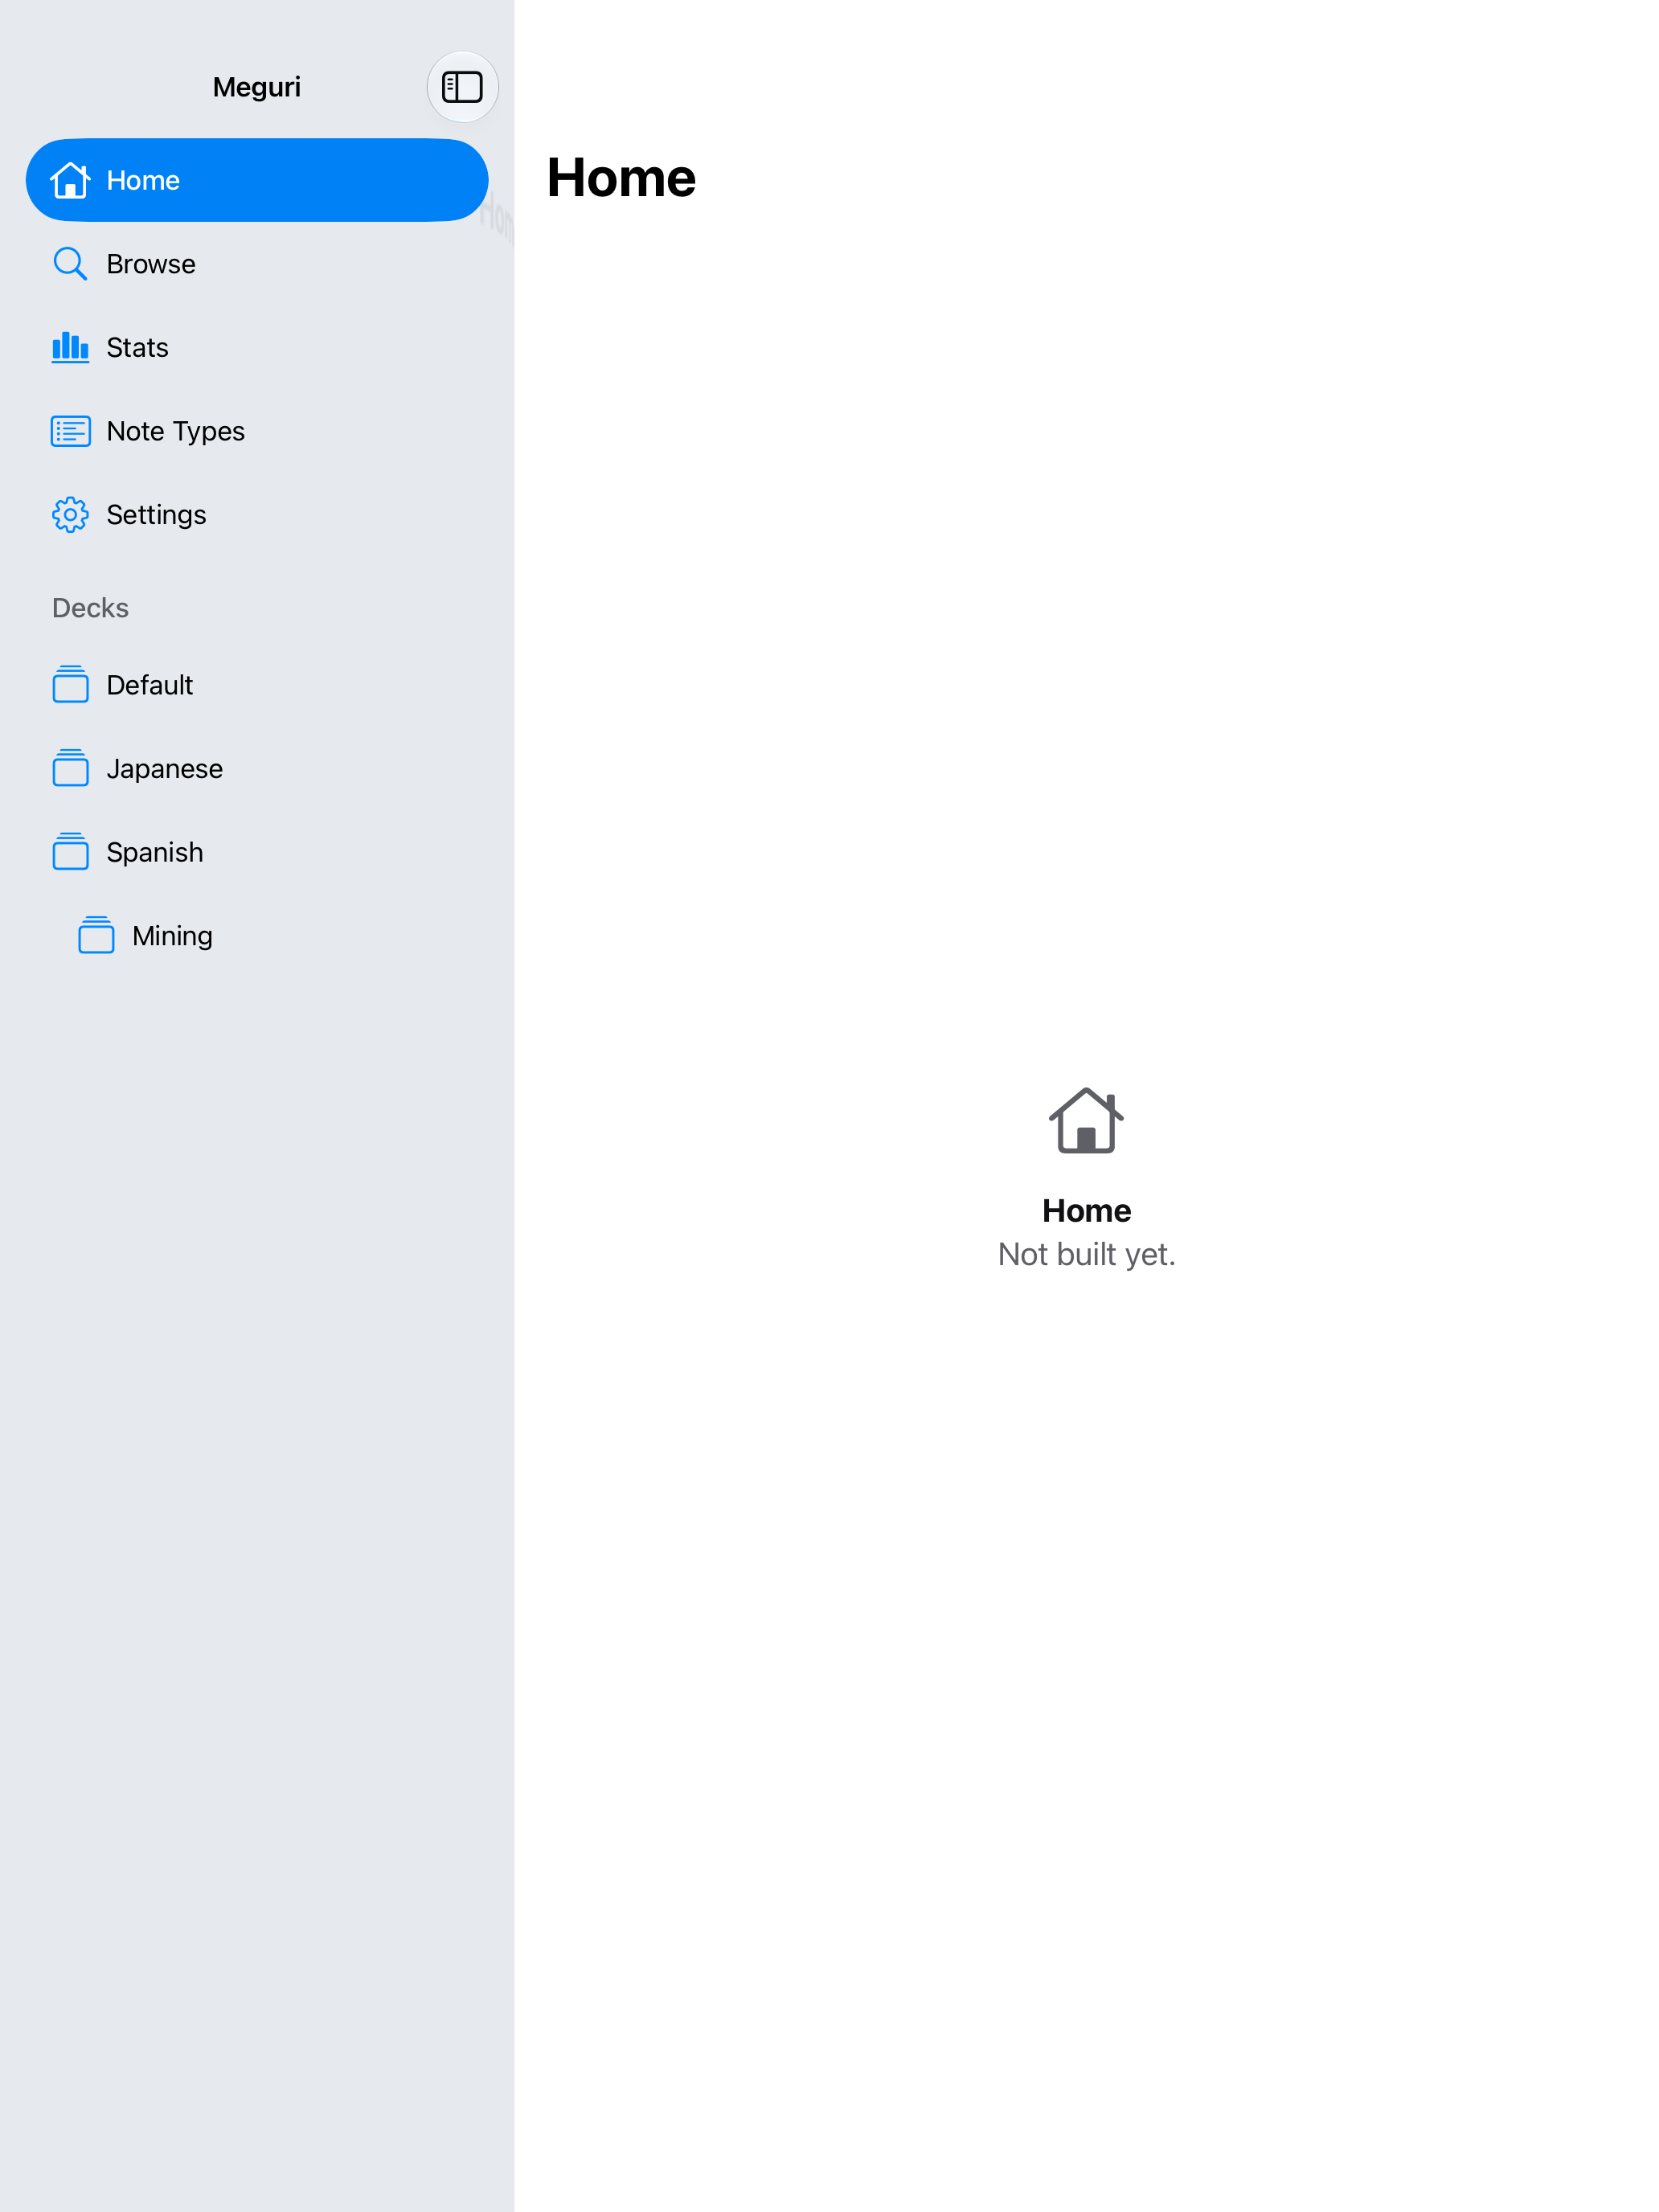 Meguri
Home
Browse
Stats
Note Types
Settings
Decks
Default
Japanese
Spanish
Mining
Home
Home
Not built yet.